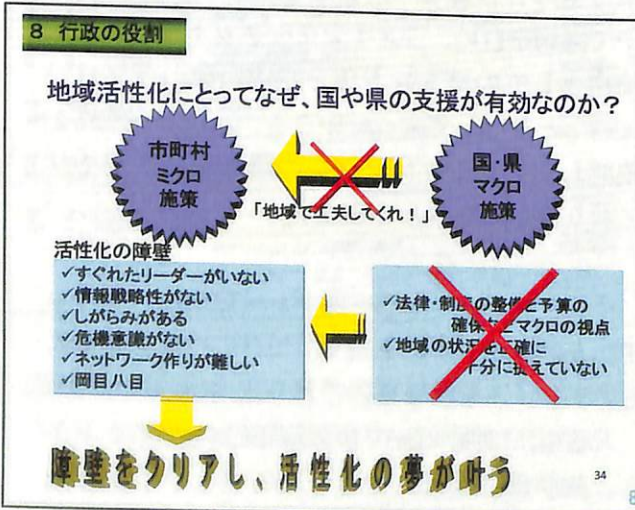 8 行政の役割
地域活性化にとってなぜ、国や県の支援が有効なのか？
市町村
ミクロ
施策
国・県
マクロ
施策
「地域で工夫してくれ！」
活性化の障壁
✓すぐれたリーダーがいない
✓情報戦略性がない
✓しがらみがある
✓危機意識がない
✓ネットワーク作りが難しい
✓岡目八目
✓法律・制度の整備と予算の
確保などマクロの視点
✓地域の状況を正確に
十分に捉えていない
障壁をクリアし、活性化の夢が叶う
34